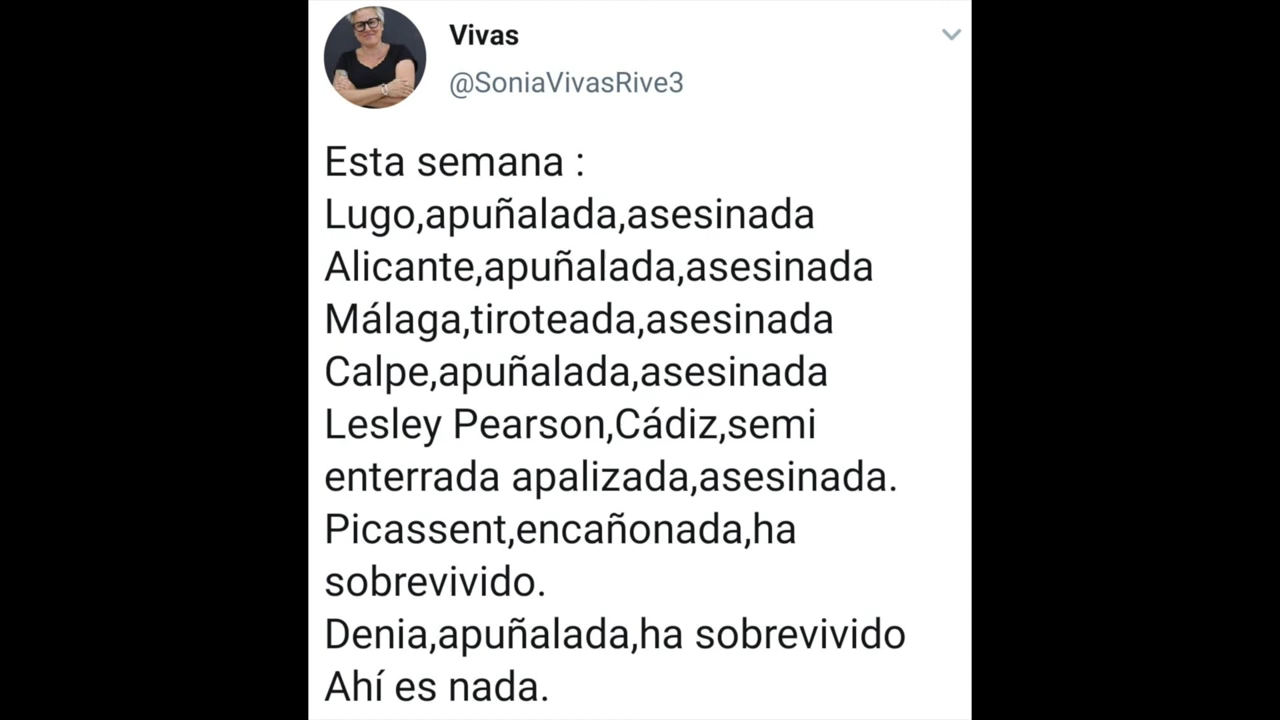 Vivas
@SoniaVivasRive3
Esta semana :
Lugo,apuñalada,asesinada
Alicante,apuñalada,asesinada
Málaga,tiroteada,asesinada
Calpe,apuñalada,asesinada
Lesley Pearson,Cádiz,semi
enterrada apalizada,asesinada.
Picassent,encañonada,ha
sobrevivido.
Denia,apuñalada,ha sobrevivido
Ahí es nada.